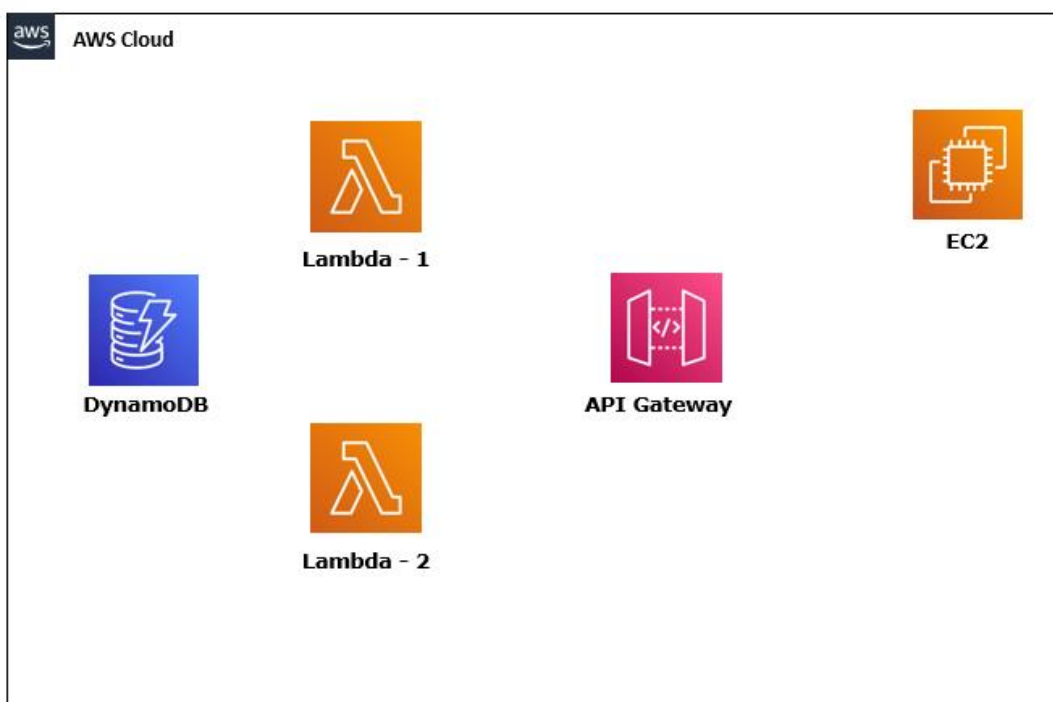 aws
AWS Cloud
EC2
Lambda - 1
</>
DynamoDB
API Gateway
Lambda - 2